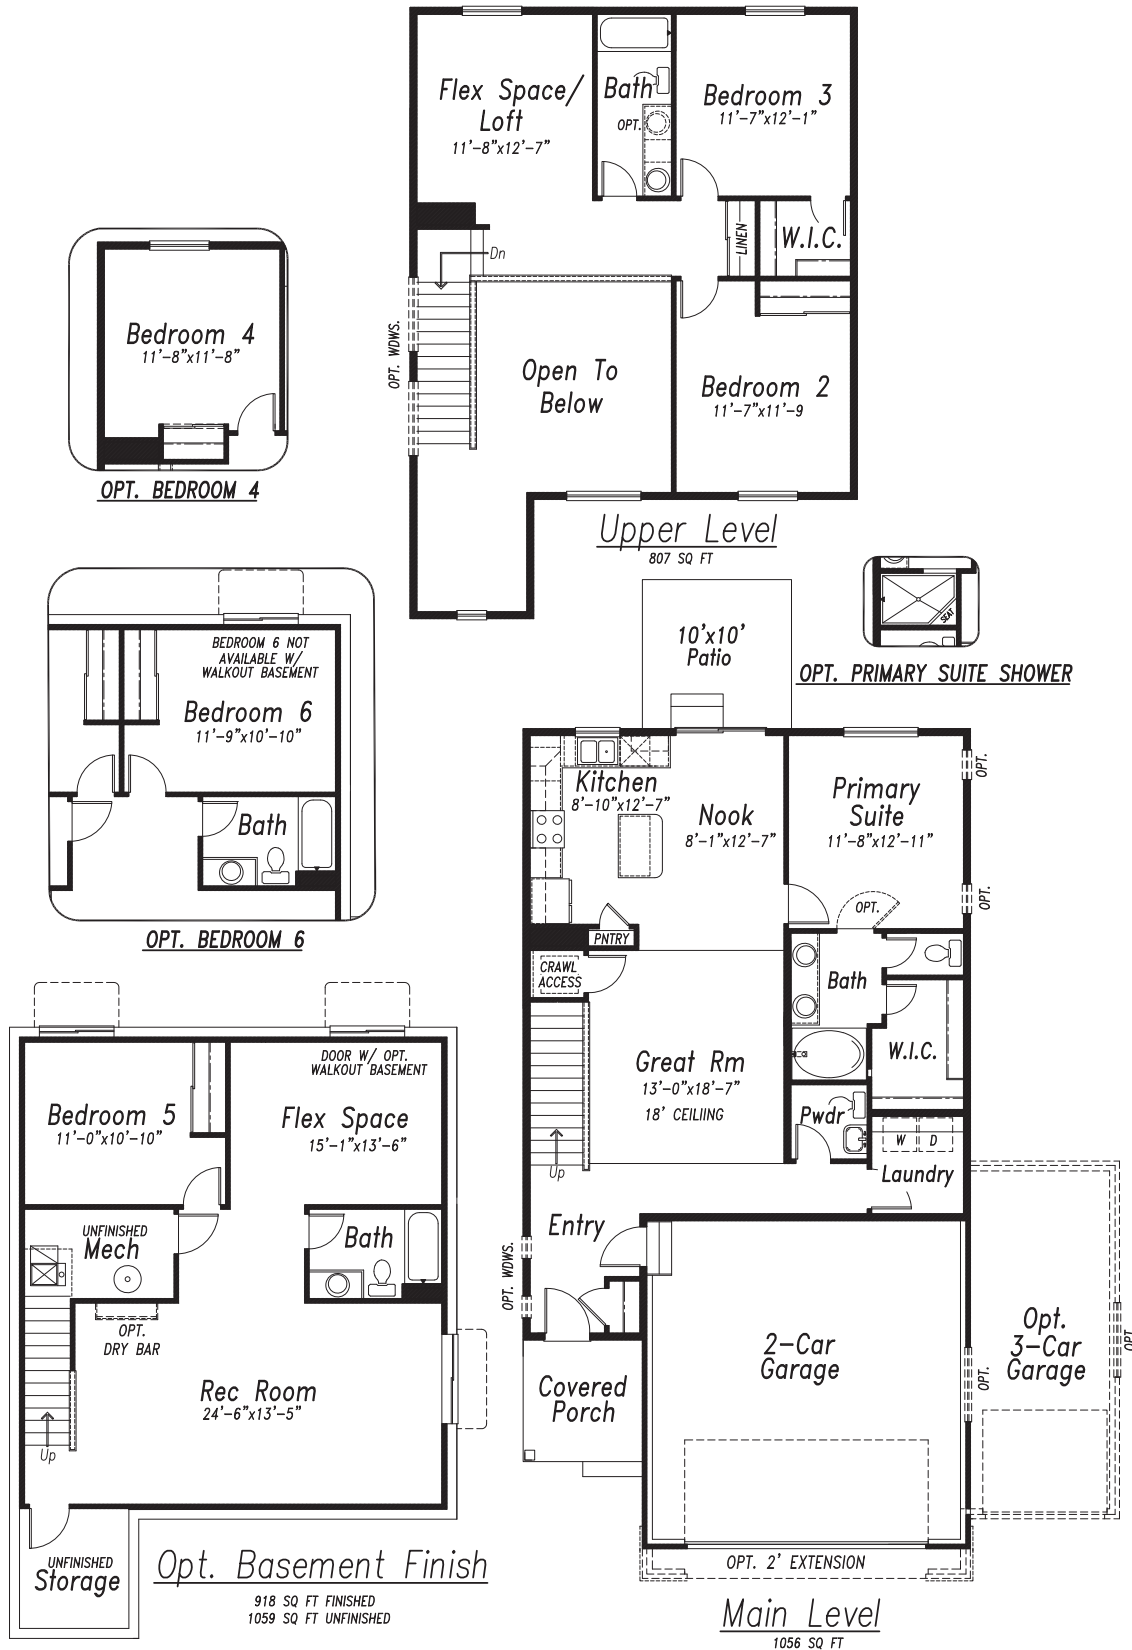 Flex Space/
Loft
11'-8"x12'-7"
Bath
OPT.
Bedroom 3
11'-7"x12'-1"
LINEN
W.I.C.
Dn
OPT. WDWS.
Open To
Below
Bedroom 2
11'-7"x11'-9
Upper Level
807 SQ FT
Bedroom 4
11'-8"x11'-8"
OPT. BEDROOM 4
BEDROOM 6 NOT
AVAILABLE W/
WALKOUT BASEMENT
Bedroom 6
11'-9"x10'-10"
Bath
OPT. BEDROOM 6
SEAT
OPT. PRIMARY SUITE SHOWER
10'x10'
Patio
Kitchen
8'-10"x12'-7"
Nook
8'-1"x12'-7"
Primary
Suite
11'-8"x12'-11"
OPT.
OPT.
OPT.
PNTRY
CRAWL
ACCESS
Bath
W.I.C.
Great Rm
13'-0"x18'-7"
18' CEILIING
Pwdr
W
D
Laundry
Up
Entry
OPT. WDWS.
2-Car
Garage
OPT.
Opt.
3-Car
Garage
OPT
Covered
Porch
OPT. 2' EXTENSION
Main Level
1056 SQ FT
DOOR W/ OPT.
WALKOUT BASEMENT
Bedroom 5
11'-0"x10'-10"
Flex Space
15'-1"x13'-6"
UNFINISHED
Mech
Bath
OPT.
DRY BAR
Rec Room
24'-6"x13'-5"
Up
UNFINISHED
Storage
Opt. Basement Finish
918 SQ FT FINISHED
1059 SQ FT UNFINISHED